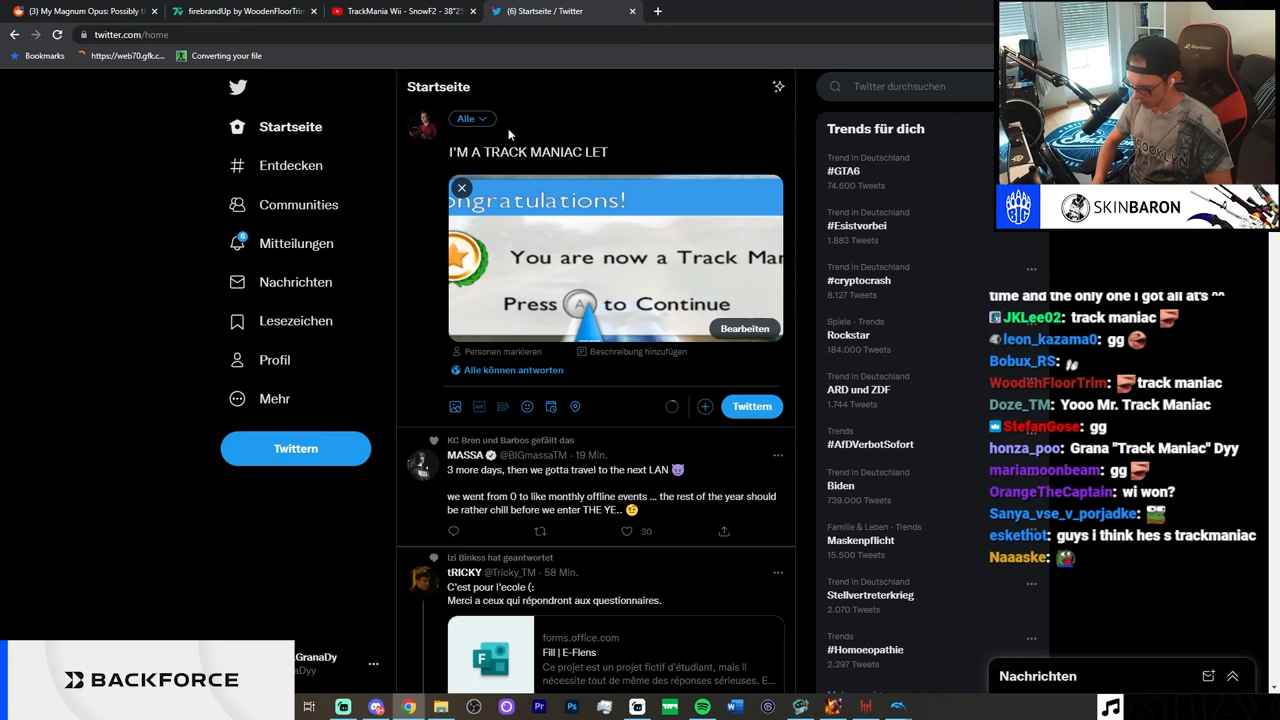 (3) My Magnum Opus: Possibly t
firebrandUp by WoodenFloorTrim
TrackMania Wii - SnowF2 - 38"25
(6) Startseite / Twitter
twitter.com/home
Bookmarks
https://web70.gfk.c...
Converting your file
Startseite
Entdecken
Communities
6
Mitteilungen
Nachrichten
Lesezeichen
Profil
Mehr
Twittern
GranaDy
aDyy
Startseite
Alle
I'M A TRACK MANIAC LET
ongratulations!
You are now a Track Man
Press A to Continue
Bearbeiten
Personen markieren
Beschreibung hinzufügen
Alle können antworten
GIF
Twittern
KC Bren und Barbos gefällt das
MASSA @BIGmassaTM · 19 Min.
3 more days, then we gotta travel to the next LAN 😈
we went from 0 to like monthly offline events ... the rest of the year should
be rather chill before we enter THE YE.. 🤨
30
Izi Binkss hat geantwortet
tRICKY @Tricky_TM · 58 Min.
C'est pour l'ecole (:
Merci a ceux qui répondront aux questionnaires.
F
forms.office.com
Fill | E-Flens
Ce projet est un projet fictif d'étudiant, mais il
nécessite tout de même des réponses sérieuses. E...
Twitter durchsuchen
Trends für dich
Trend in Deutschland
#GTA6
74.600 Tweets
Trend in Deutschland
#Esistvorbei
1.883 Tweets
Trend in Deutschland
#cryptocrash
8.127 Tweets
Spiele · Trends
Rockstar
184.000 Tweets
Trend in Deutschland
ARD und ZDF
1.744 Tweets
Trends
#AfDVerbotSofort
Trend in Deutschland
Biden
739.000 Tweets
Familie & Leben · Trends
Maskenpflicht
15.500 Tweets
Trend in Deutschland
Stellvertreterkrieg
2.070 Tweets
Trends
#Homoeopathie
2.297 Tweets
Nachrichten
BROOKLYN
BIG
SKINBARON
time and the only one i got all at's ^^
JKLee02: track maniac
leon_kazama0: gg
Bobux_RS:
WoodenFloorTrim: track maniac
Doze_TM: Yooo Mr. Track Maniac
StefanGose: gg
honza_poo: Grana "Track Maniac" Dyy
mariamoonbeam: gg
OrangeTheCaptain: wi won?
Sanya_vse_v_porjadke:
eskethot: guys i think hes s trackmaniac
Naaaske:
BACKFORCE